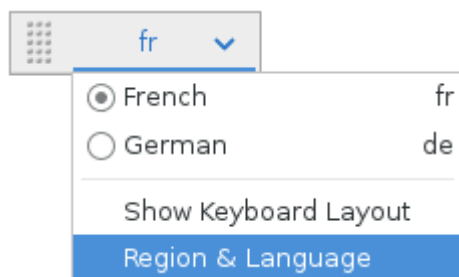 fr
French fr
German de
Show Keyboard Layout
Region & Language